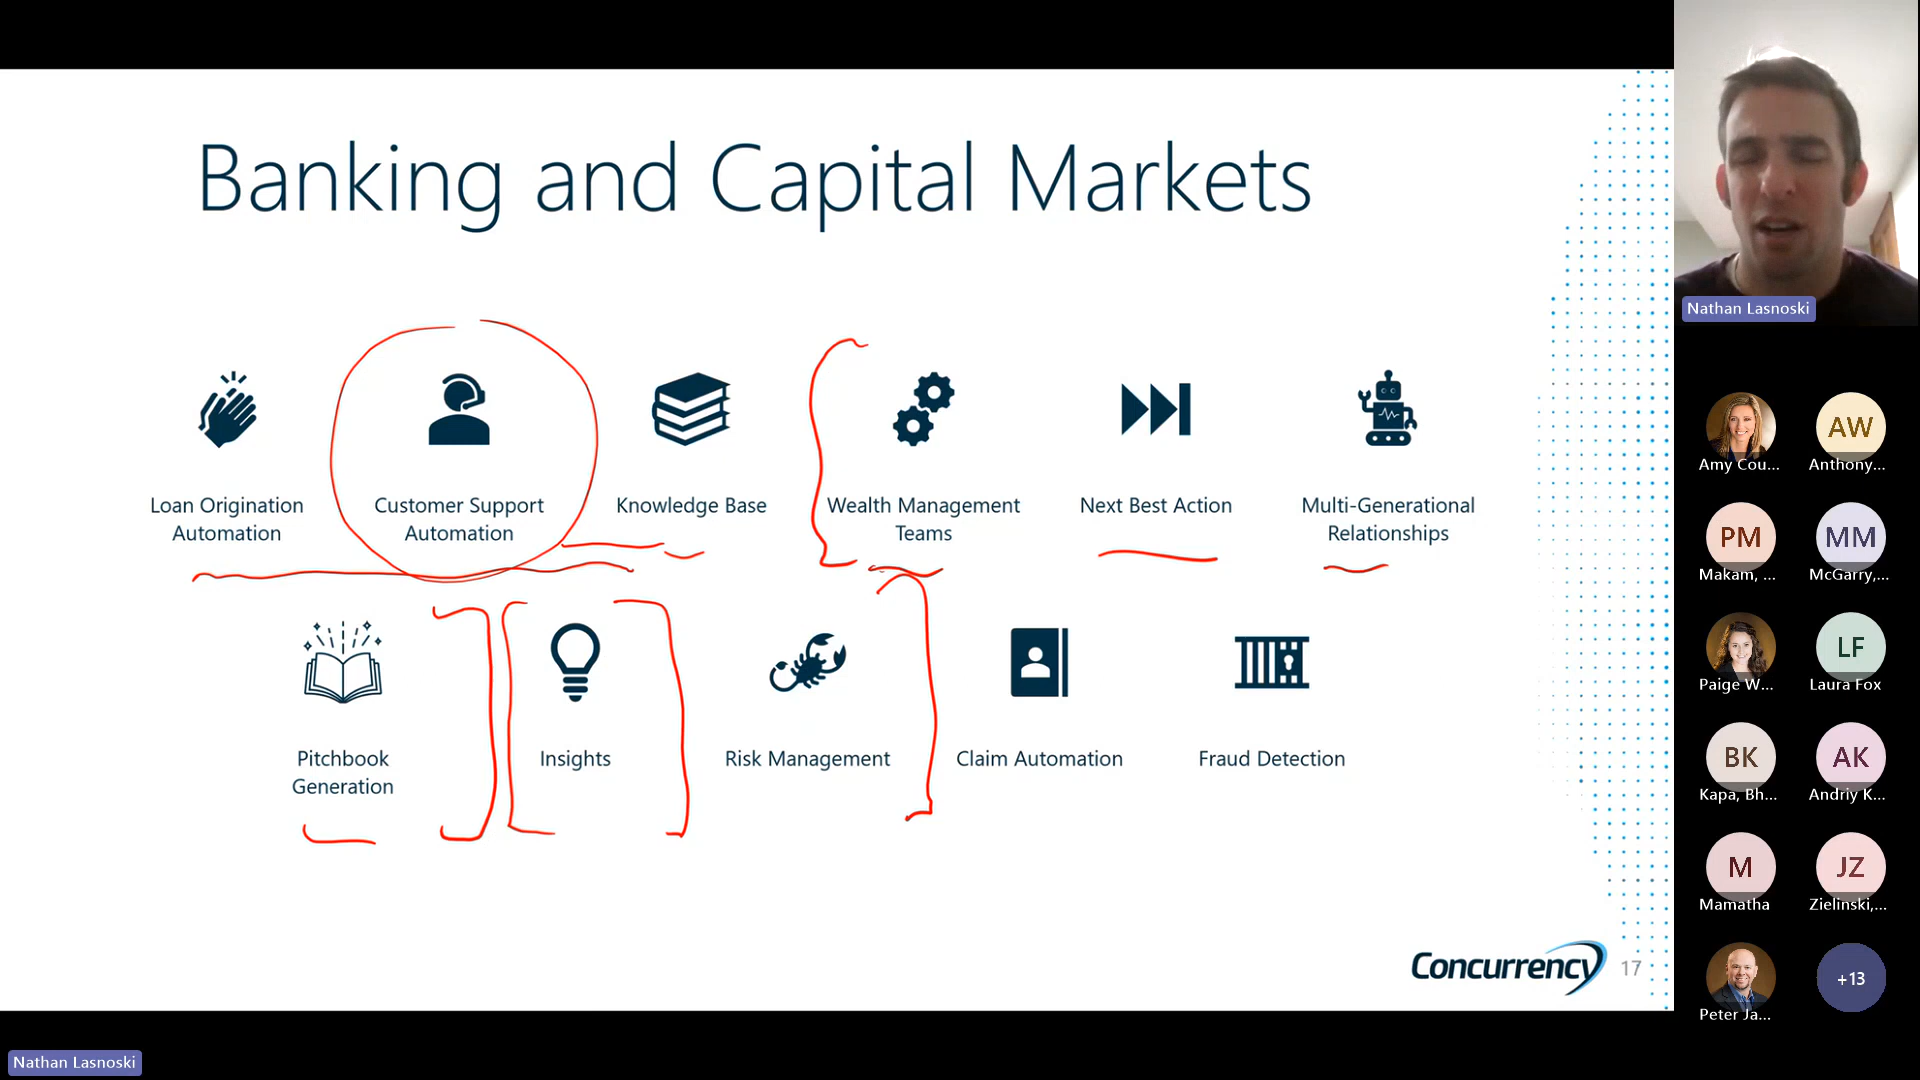 Banking and Capital Markets
Loan Origination
Automation
Customer Support
Automation
Knowledge Base
Wealth Management
Teams
Next Best Action
Multi-Generational
Relationships
Pitchbook
Generation
Insights
Risk Management
Claim Automation
Fraud Detection
Concurrency
17
Nathan Lasnoski
Nathan Lasnoski
Amy Cou...
AW
Anthony...
PM
Makam, ...
MM
McGarry,...
Paige W...
LF
Laura Fox
BK
Kapa, Bh...
AK
Andriy K...
M
Mamatha
JZ
Zielinski,...
Peter Ja...
+13